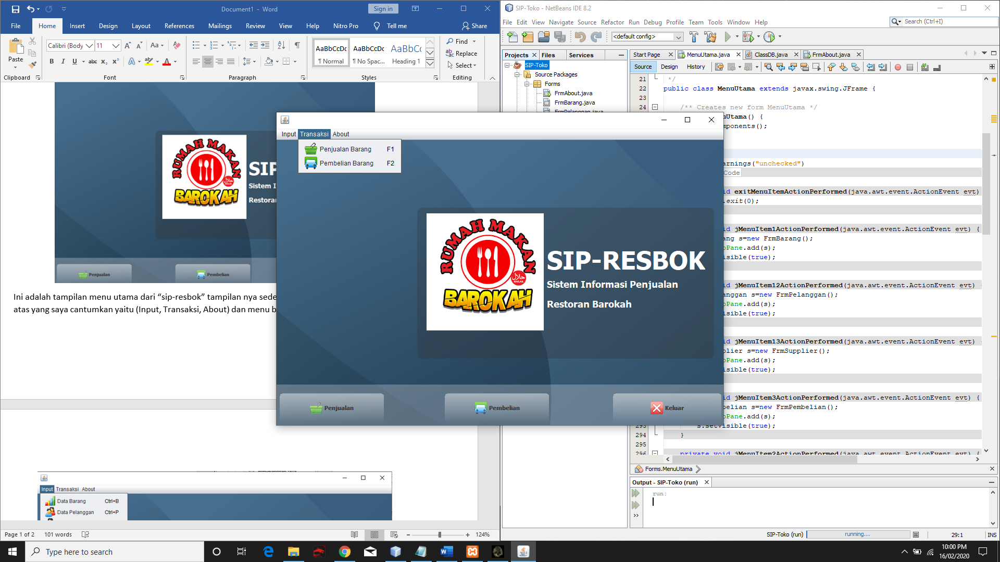 Document1 - Word
Sign in
File Home Insert Design Layout References Mailings Review View Help Nitro Pro Tell me Share
Paste
Clipboard
Calibri (Body 11
Aa
B I U abc x₂ x²
Font
Paragraph
AaBbCcDc AaBbCcDc AaBbCc
¶ Normal ¶ No Spac... Heading 1
Styles
Find
Replace
Select
Editing
RUMAH MAKAN
BAROKAH
SIP
Sistem I
Restoran
Penjualan Pembelian
Ini adalah tampilan menu utama dari “sip-resbok” tampilan nya sede
atas yang saya cantumkan yaitu (Input, Transaksi, About) dan menu b
Input Transaksi About
Data Barang Ctrl+B
Data Pelanggan Ctrl+P
Page 1 of 2 101 words 124%
Input Transaksi About
Penjualan Barang F1
Pembelian Barang F2
RUMAH MAKAN
حلال
HALAL
BAROKAH
SIP-RESBOK
Sistem Informasi Penjualan
Restoran Barokah
Penjualan Pembelian Keluar
SIP-Toko - NetBeans IDE 8.2
File Edit View Navigate Source Refactor Run Debug Profile Team Tools Window Help
Search (Ctrl+I)
<default config>
Projects Files Services
SIP-Toko
Source Packages
Forms
FrmAbout.java
FrmBarang.java
FrmPelanggan.java
Start Page MenuUtama.java ClassDB.java FrmAbout.java
Source Design History
21 */
22 public class MenuUtama extends javax.swing.JFrame {
23
24 /** Creates new form MenuUtama */
uUtama() {
mponents();
arnings("unchecked")
Code
id exitMenuItemActionPerformed(java.awt.event.ActionEvent evt)
.exit(0);
id jMenuItem1ActionPerformed(java.awt.event.ActionEvent evt) {
ang s=new FrmBarang();
oPane.add(s);
isible(true);
id jMenuItem12ActionPerformed(java.awt.event.ActionEvent evt)
anggan s=new FrmPelanggan();
oPane.add(s);
isible(true);
id jMenuItem13ActionPerformed(java.awt.event.ActionEvent evt)
plier s=new FrmSupplier();
oPane.add(s);
isible(true);
id jMenuItem3ActionPerformed(java.awt.event.ActionEvent evt) {
belian s=new FrmPembelian();
oPane.add(s);
293 s.setVisible(true);
294 }
295
296 private void jMenuItem2ActionPerformed(java.awt.event.ActionEvent evt) {
Forms.MenuUtama
Output - SIP-Toko (run)
run:
SIP-Toko (run) running... 29:1 INS
Type here to search
10:00 PM
16/02/2020